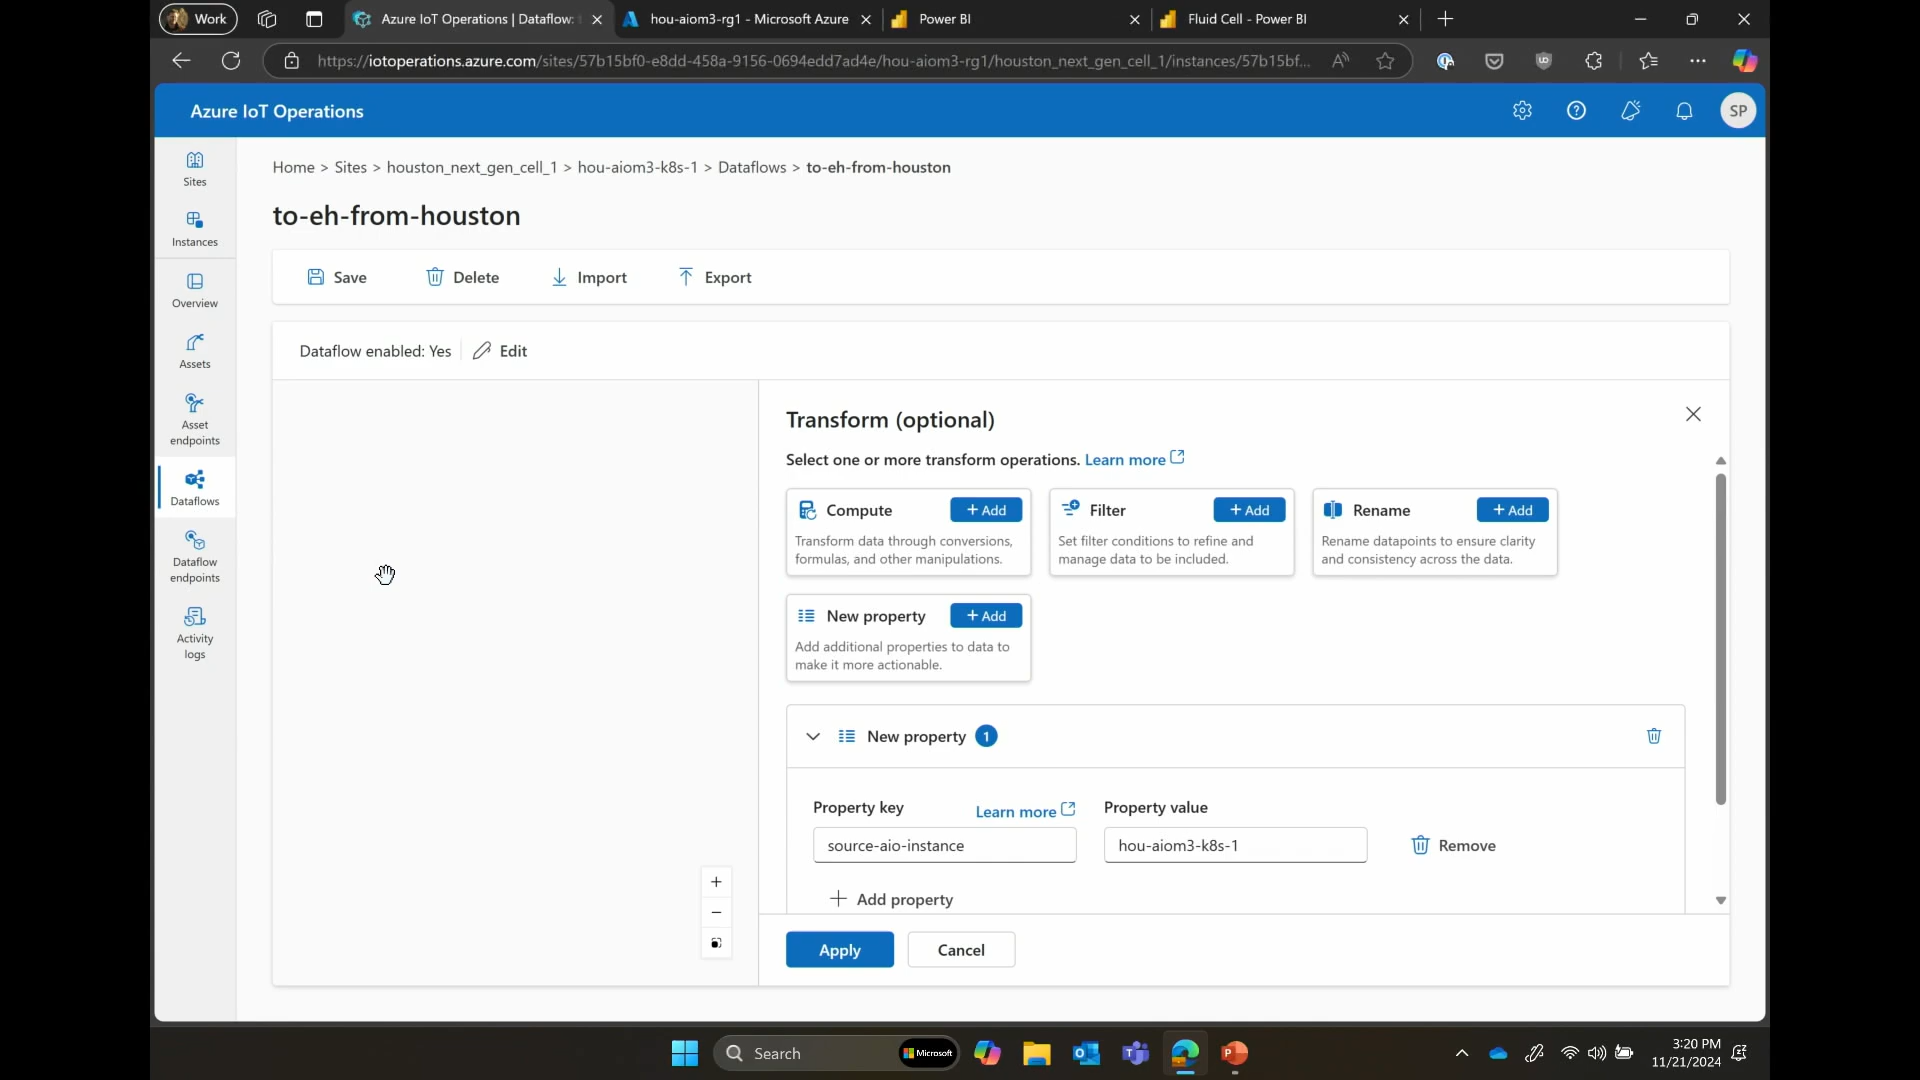 Work
Azure IoT Operations | Dataflow:
hou-aiom3-rg1 - Microsoft Azure
Power BI
Fluid Cell - Power BI
https://iotoperations.azure.com/sites/57b15bf0-e8dd-458a-9156-0694edd7ad4e/hou-aiom3-rg1/houston_next_gen_cell_1/instances/57b15bf...
Azure IoT Operations
SP
Home > Sites > houston_next_gen_cell_1 > hou-aiom3-k8s-1 > Dataflows > to-eh-from-houston
to-eh-from-houston
Sites
Instances
Overview
Assets
Asset
endpoints
Dataflows
Dataflow
endpoints
Activity
logs
Save
Delete
Import
Export
Dataflow enabled: Yes
Edit
Transform (optional)
Select one or more transform operations. Learn more
Compute
+ Add
Transform data through conversions,
formulas, and other manipulations.
Filter
+ Add
Set filter conditions to refine and
manage data to be included.
Rename
+ Add
Rename datapoints to ensure clarity
and consistency across the data.
New property
+ Add
Add additional properties to data to
make it more actionable.
New property 1
Property key
Learn more
Property value
source-aio-instance
hou-aiom3-k8s-1
Remove
+ Add property
Apply
Cancel
Search
Microsoft
3:20 PM
11/21/2024